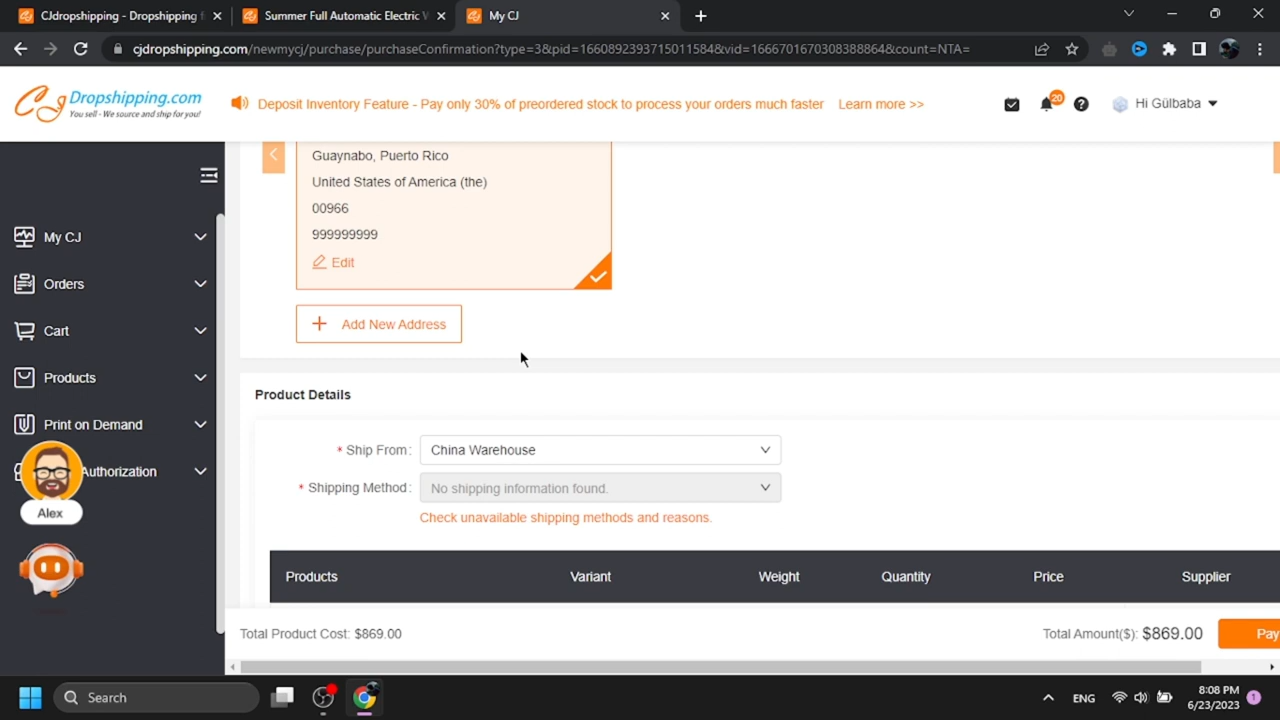 CJdropshipping - Dropshipping f
Summer Full Automatic Electric W
My CJ
cjdropshipping.com/newmycj/purchase/purchaseConfirmation?type=3&pid=1660892393715011584&vid=1666701670308388864&count=NTA=
CJ Dropshipping.com
You sell - We source and ship for you!
Deposit Inventory Feature - Pay only 30% of preordered stock to process your orders much faster Learn more >>
20
Hi Gülbaba
Guaynabo, Puerto Rico
United States of America (the)
00966
999999999
Edit
Add New Address
My CJ
Orders
Cart
Products
Print on Demand
Authorization
Alex
Product Details
* Ship From: China Warehouse
* Shipping Method: No shipping information found.
Check unavailable shipping methods and reasons.
Products Variant Weight Quantity Price Supplier
Total Product Cost: $869.00 Total Amount($): $869.00 Pay
Search
ENG
8:08 PM
6/23/2023
1